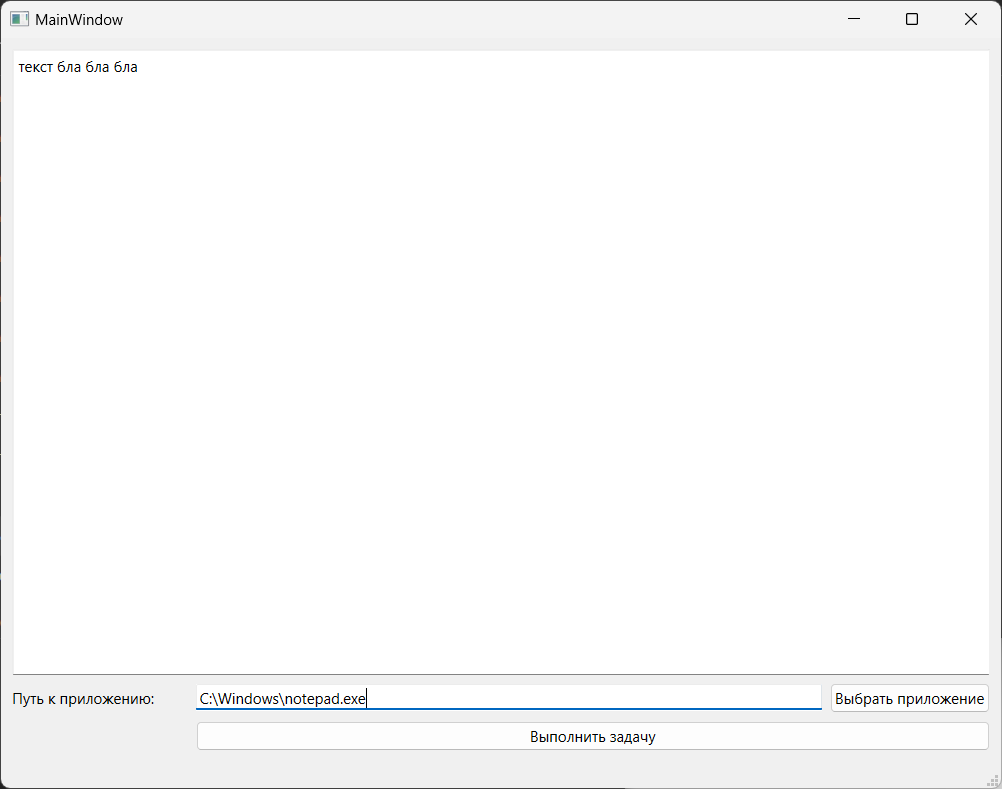 MainWindow
текст бла бла бла
Путь к приложению: C:\Windows\notepad.exe Выбрать приложение
Выполнить задачу